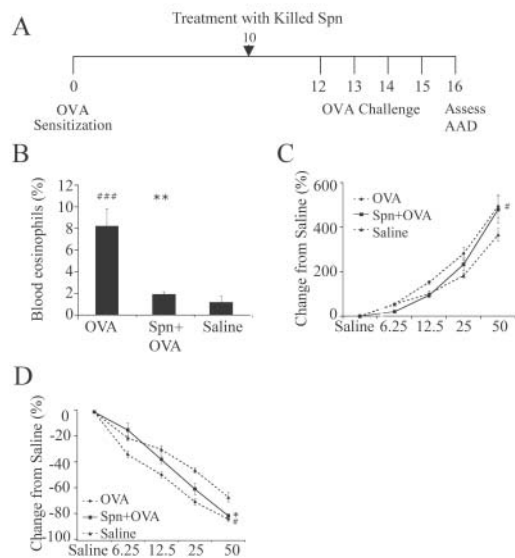 A
Treatment with Killed Spn
10
0
12 13 14 15 16
OVA
Sensitization
OVA Challenge
Assess
AAD
B
Blood eosinophils (%)
12
10
8
6
4
2
0
###
**
OVA
Spn+
OVA
Saline
C
Change from Saline (%)
600
400
200
0
OVA
Spn+OVA
Saline
#
Saline 6.25 12.5 25 50
D
Change from Saline (%)
-0
-20
-40
-60
-80
-100
OVA
Spn+OVA
Saline
*
#
Saline 6.25 12.5 25 50